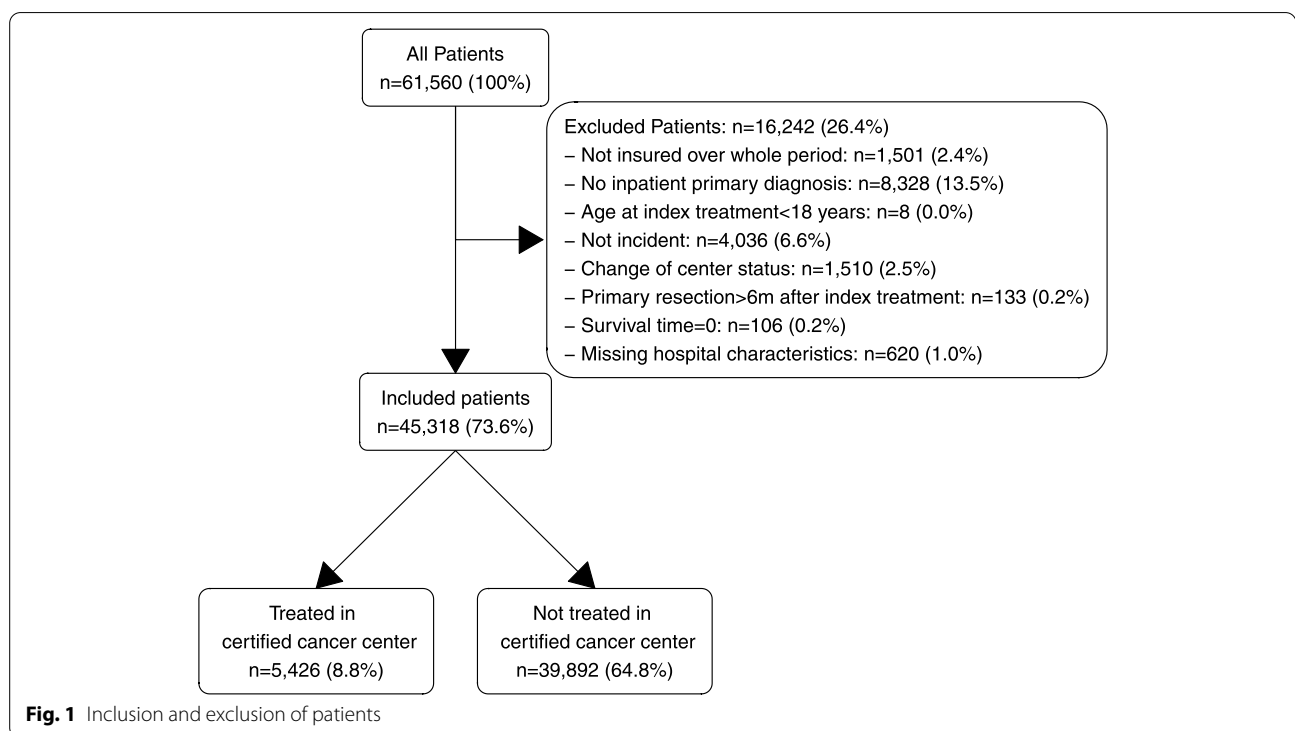 All Patients
n=61,560 (100%)
Excluded Patients: n=16,242 (26.4%)
– Not insured over whole period: n=1,501 (2.4%)
– No inpatient primary diagnosis: n=8,328 (13.5%)
– Age at index treatment<18 years: n=8 (0.0%)
– Not incident: n=4,036 (6.6%)
– Change of center status: n=1,510 (2.5%)
– Primary resection>6m after index treatment: n=133 (0.2%)
– Survival time=0: n=106 (0.2%)
– Missing hospital characteristics: n=620 (1.0%)
Included patients
n=45,318 (73.6%)
Treated in
certified cancer center
n=5,426 (8.8%)
Not treated in
certified cancer center
n=39,892 (64.8%)
Fig. 1 Inclusion and exclusion of patients